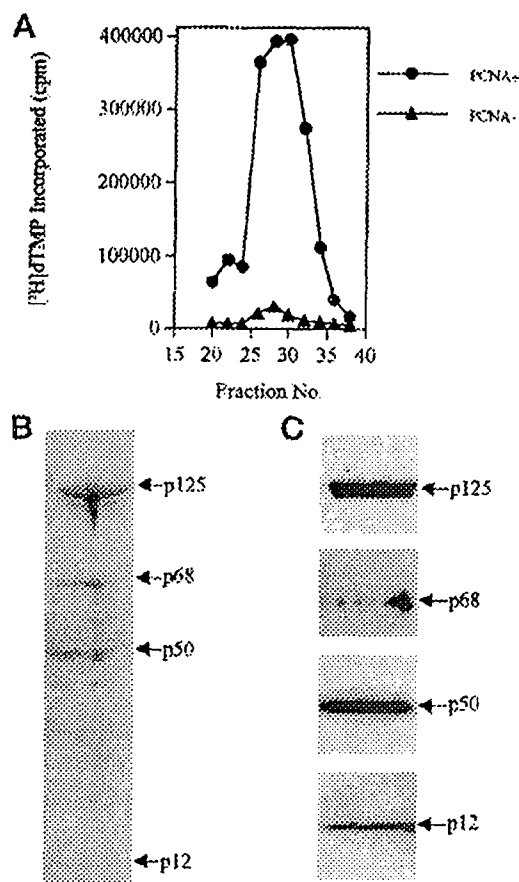 A
[³H]dTMP Incorporated (cpm)
400000
300000
200000
100000
0
15 20 25 30 35 40
Fraction No.
PCNA+
PCNA-
B
p125
p68
p50
p12
C
p125
p68
p50
p12